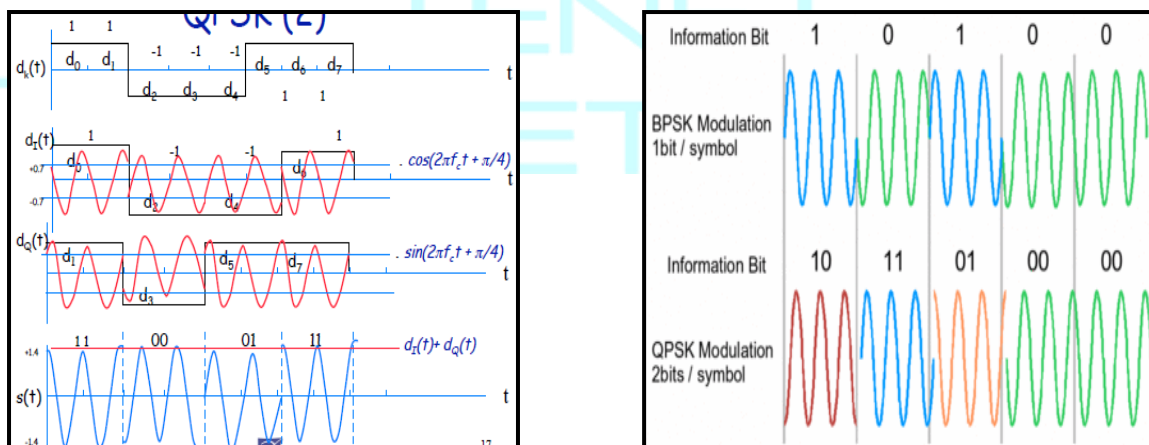 QPSK (2)
1 1
-1 -1 -1
d0 d1 d5 d6 d7
dk(t) t
d2 d3 d4
1 1
dI(t) 1 -1 -1 1
d0 d6 cos(2πfct + π/4)
+0.7 t
-0.7 d2 d4
dQ(t)
d1 d5 d7 sin(2πfct + π/4)
t
d3
11 00 01 11 dI(t)+ dQ(t)
+1.4
s(t) t
-1.4 17
Information Bit 1 0 1 0 0
BPSK Modulation
1bit / symbol
Information Bit 10 11 01 00 00
QPSK Modulation
2bits / symbol